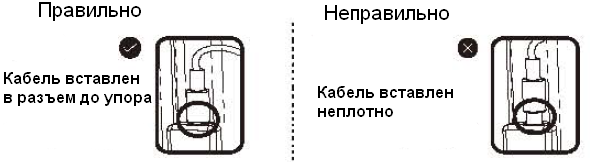 Правильно
Кабель вставлен
в разъем до упора
Неправильно
Кабель вставлен
неплотно